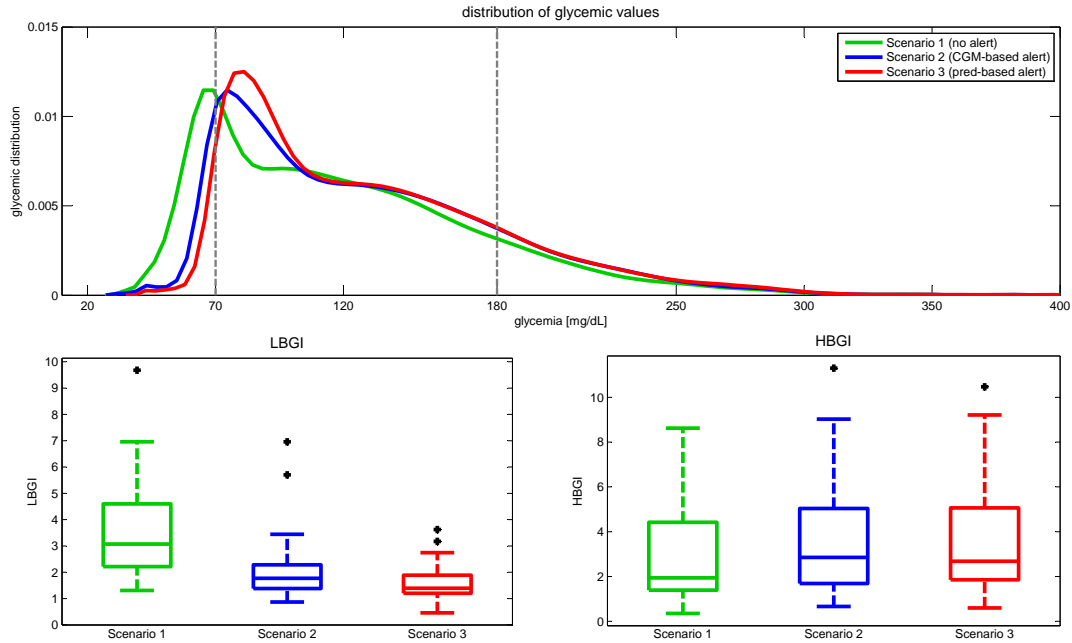 distribution of glycemic values
0.015
0.01
0.005
0
glycemic distribution
Scenario 1 (no alert)
Scenario 2 (CGM-based alert)
Scenario 3 (pred-based alert)
20
70
120
180
250
300
350
400
glycemia [mg/dL]
LBGI
10
9
8
7
6
5
4
3
2
1
0
LBGI
Scenario 1
Scenario 2
Scenario 3
HBGI
10
8
6
4
2
0
HBGI
Scenario 1
Scenario 2
Scenario 3